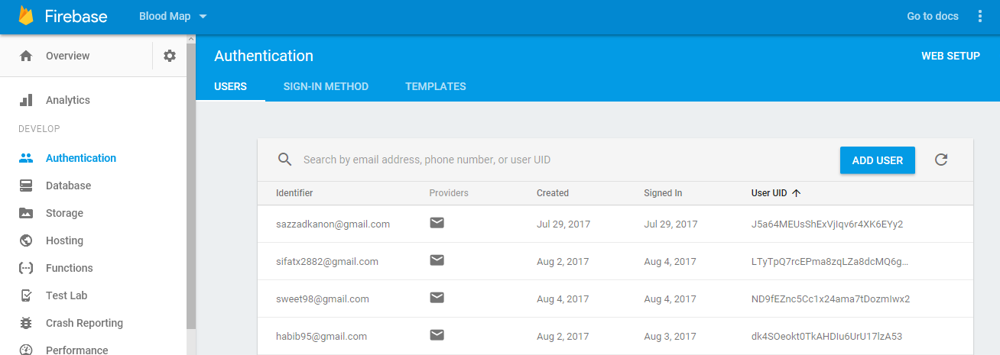 Firebase Blood Map Go to docs
Overview
Analytics
DEVELOP
Authentication
Database
Storage
Hosting
Functions
Test Lab
Crash Reporting
Performance
Authentication WEB SETUP
USERS SIGN-IN METHOD TEMPLATES
Search by email address, phone number, or user UID ADD USER
Identifier Providers Created Signed In User UID
sazzadkanon@gmail.com Jul 29, 2017 Jul 29, 2017 J5a64MEUsShExVjIqv6r4XK6EYy2
sifatx2882@gmail.com Aug 2, 2017 Aug 4, 2017 LTyTpQ7rcEPma8zqLZa8dcMQ6g...
sweet98@gmail.com Aug 4, 2017 Aug 4, 2017 ND9fEZnc5Cc1x24ama7tDozmIwx2
habib95@gmail.com Aug 2, 2017 Aug 3, 2017 dk4SOeokt0TkAHDIu6UrU17lzA53